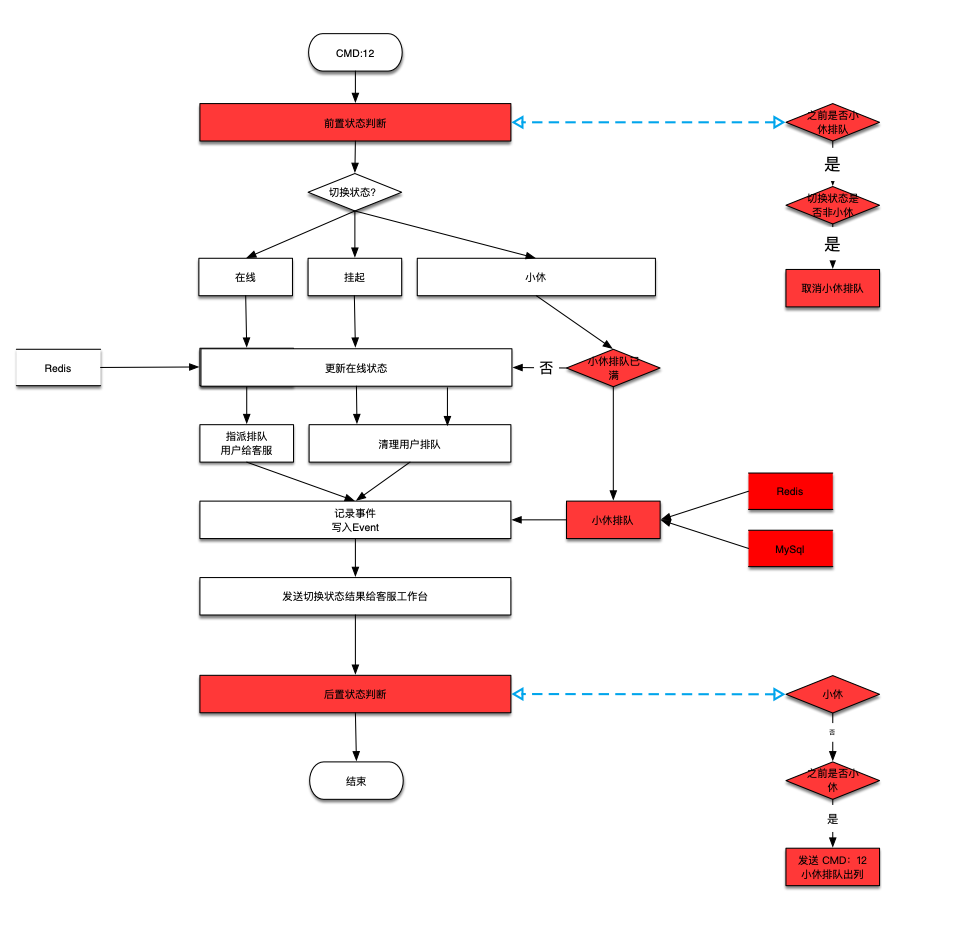 CMD:12
前置状态判断
之前是否小
休排队
是
切换状态?
切换状态是
否非小休
是
在线
挂起
小休
取消小休排队
Redis
更新在线状态
否
小休排队已
满
指派排队
用户给客服
清理用户排队
Redis
记录事件
写入Event
小休排队
MySql
发送切换状态结果给客服工作台
后置状态判断
小休
否
结束
之前是否小
休
是
发送 CMD：12
小休排队出列